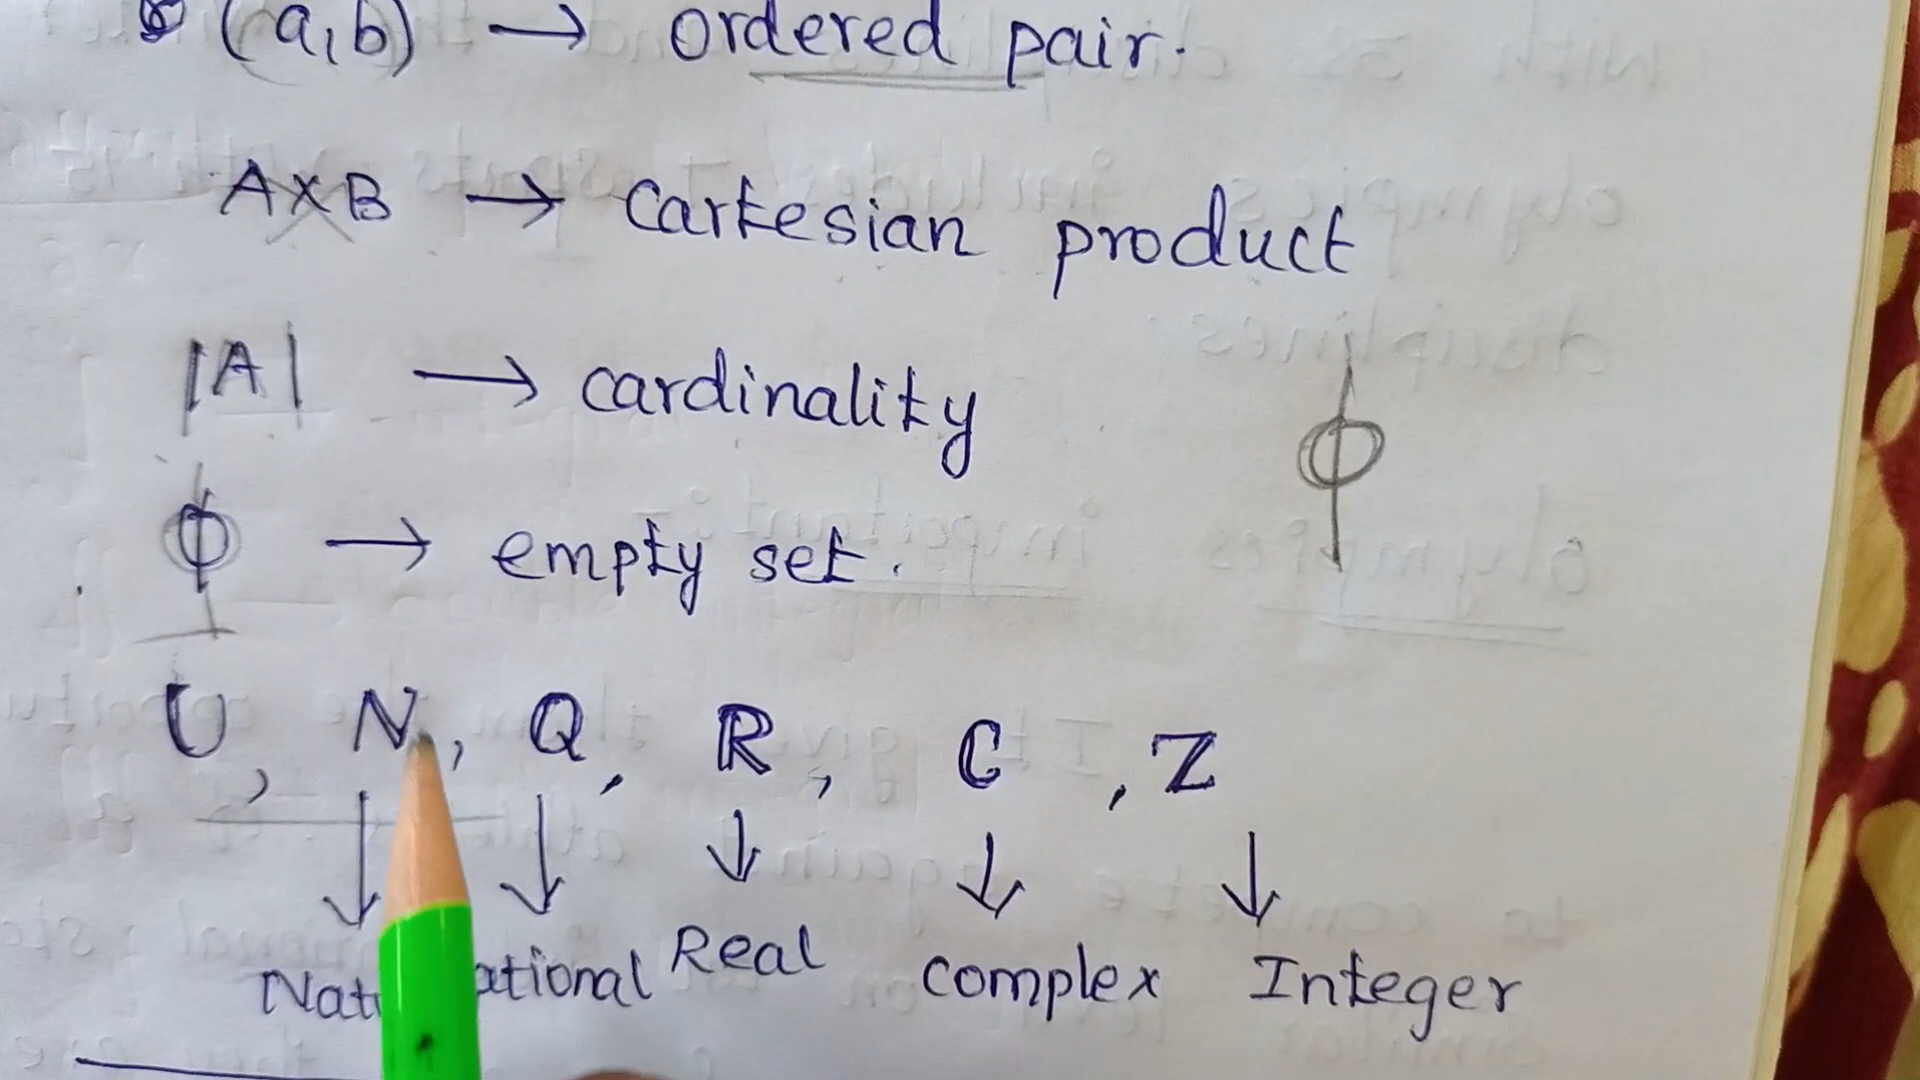 (a,b) → ordered pair.
A×B → Cartesian product
|A| → cardinality
ϕ → empty set. ϕ
U, N, Q, R, C, Z
↓ ↓ ↓ ↓ ↓
Real complex Integer